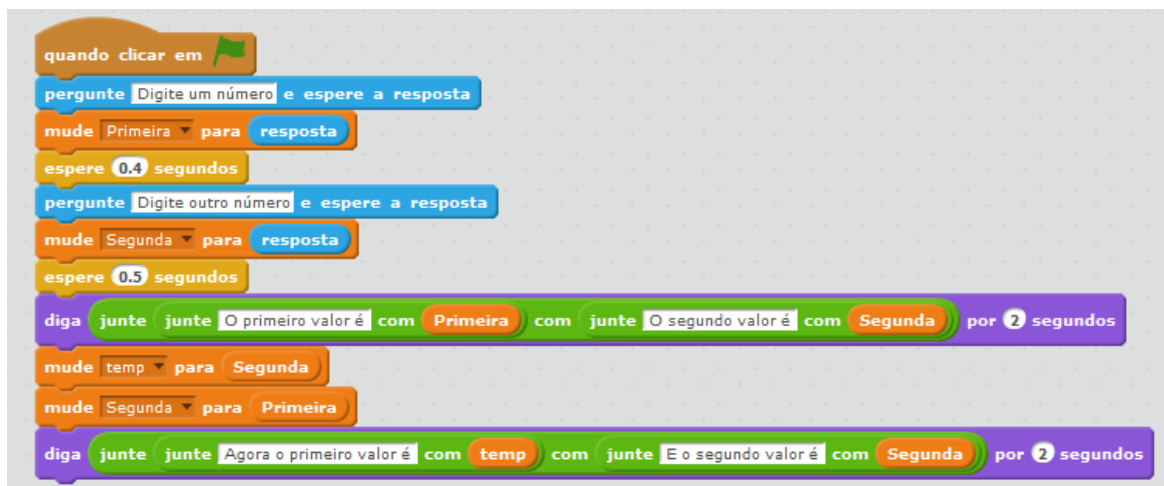 quando clicar em
pergunte Digite um número e espere a resposta
mude Primeira para resposta
espere 0.4 segundos
pergunte Digite outro número e espere a resposta
mude Segunda para resposta
espere 0.5 segundos
diga junte junte O primeiro valor é com Primeira com junte O segundo valor é com Segunda por 2 segundos
mude temp para Segunda
mude Segunda para Primeira
diga junte junte Agora o primeiro valor é com temp com junte E o segundo valor é com Segunda por 2 segundos